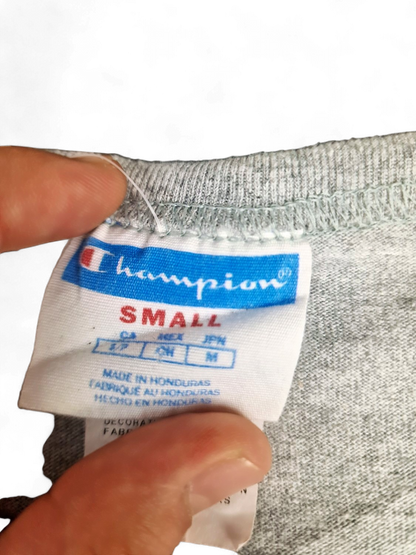 Champion®
SMALL
CA MEX JPN
CH M
MADE IN HONDURAS
FABRIQUÉ AU HONDURAS
HECHO EN HONDURAS